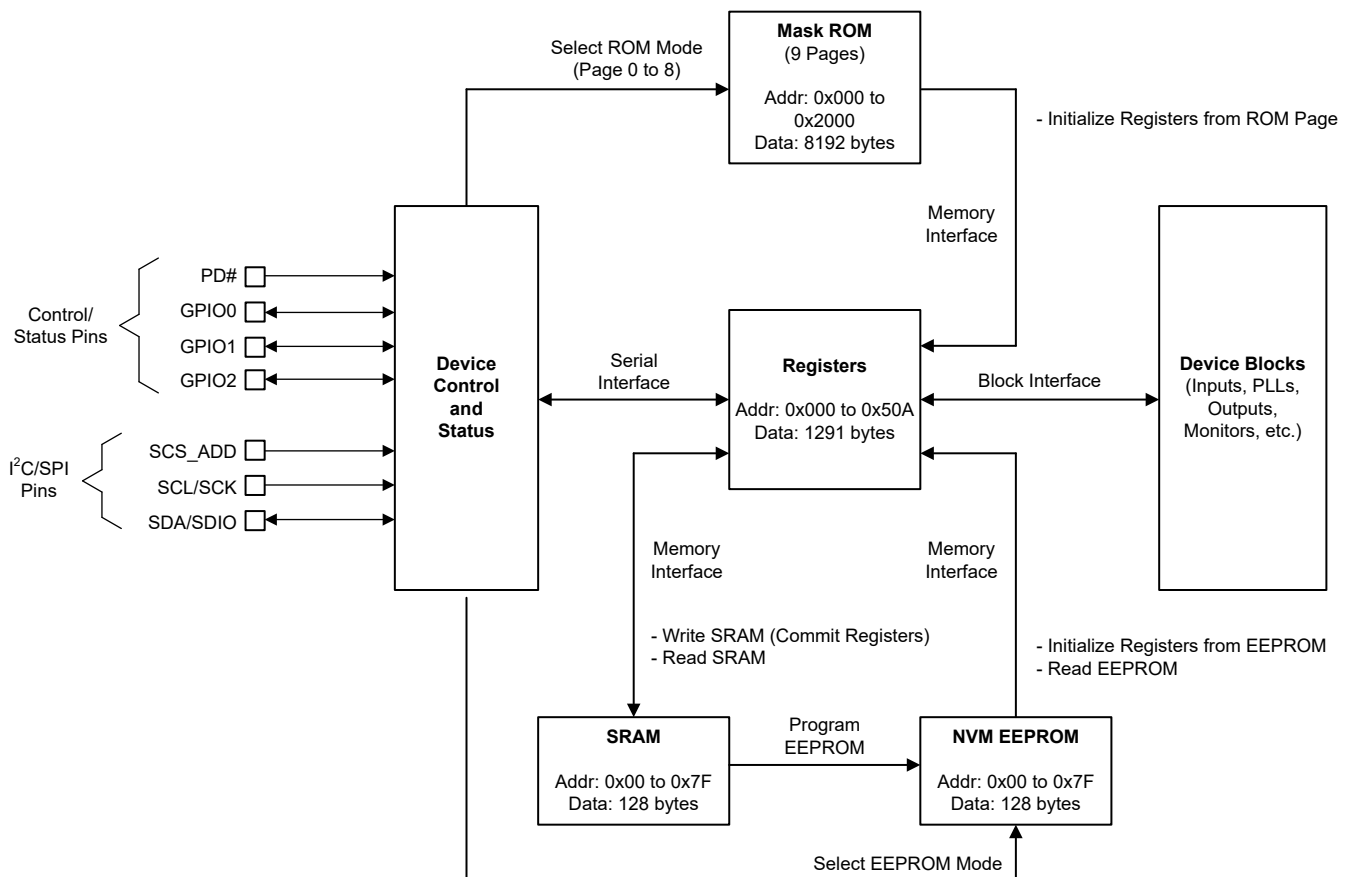 Mask ROM
(9 Pages)
Addr: 0x000 to
0x2000
Data: 8192 bytes
Select ROM Mode
(Page 0 to 8)
- Initialize Registers from ROM Page
Memory
Interface
Control/
Status Pins
PD#
GPIO0
GPIO1
GPIO2
I²C/SPI
Pins
SCS_ADD
SCL/SCK
SDA/SDIO
Device
Control
and
Status
Serial
Interface
Registers
Addr: 0x000 to 0x50A
Data: 1291 bytes
Block Interface
Device Blocks
(Inputs, PLLs,
Outputs,
Monitors, etc.)
Memory
Interface
- Write SRAM (Commit Registers)
- Read SRAM
Memory
Interface
- Initialize Registers from EEPROM
- Read EEPROM
SRAM
Addr: 0x00 to 0x7F
Data: 128 bytes
Program
EEPROM
NVM EEPROM
Addr: 0x00 to 0x7F
Data: 128 bytes
Select EEPROM Mode